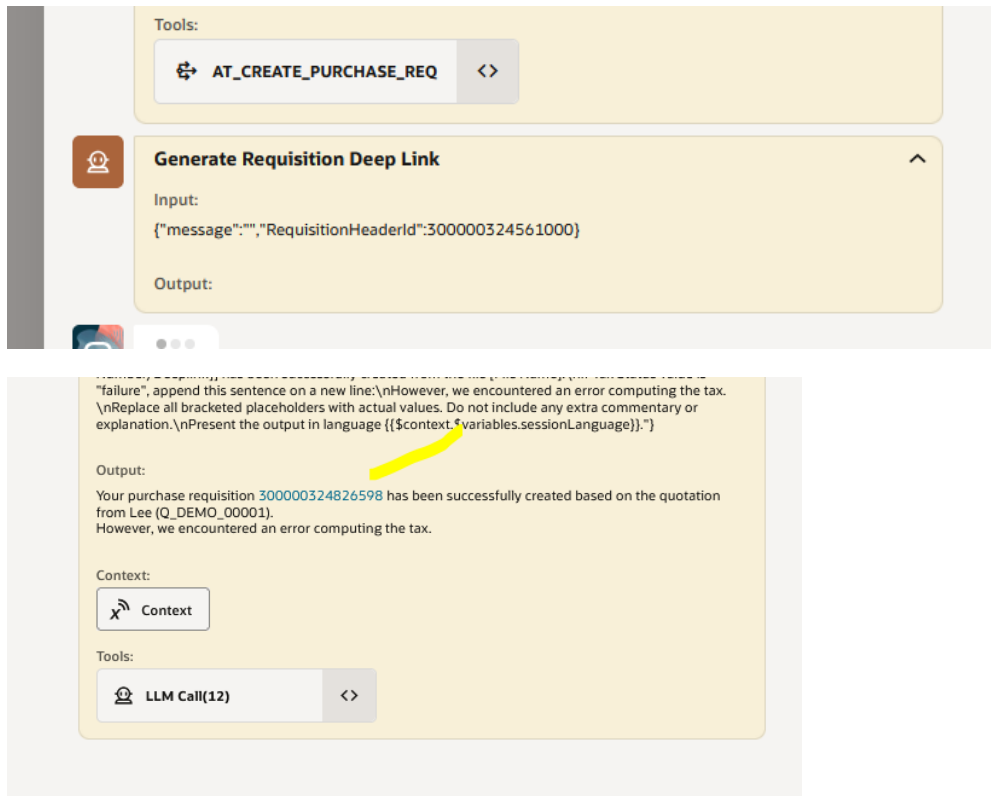 Tools:
AT_CREATE_PURCHASE_REQ <>
Generate Requisition Deep Link
Input:
{"message":"","RequisitionHeaderId":300000324561000}
Output:
"failure", append this sentence on a new line:\nHowever, we encountered an error computing the tax.
\nReplace all bracketed placeholders with actual values. Do not include any extra commentary or
explanation.\nPresent the output in language {{$context.$variables.sessionLanguage}}."}
Output:
Your purchase requisition 300000324826598 has been successfully created based on the quotation
from Lee (Q_DEMO_00001).
However, we encountered an error computing the tax.
Context:
Context
Tools:
LLM Call(12) <>